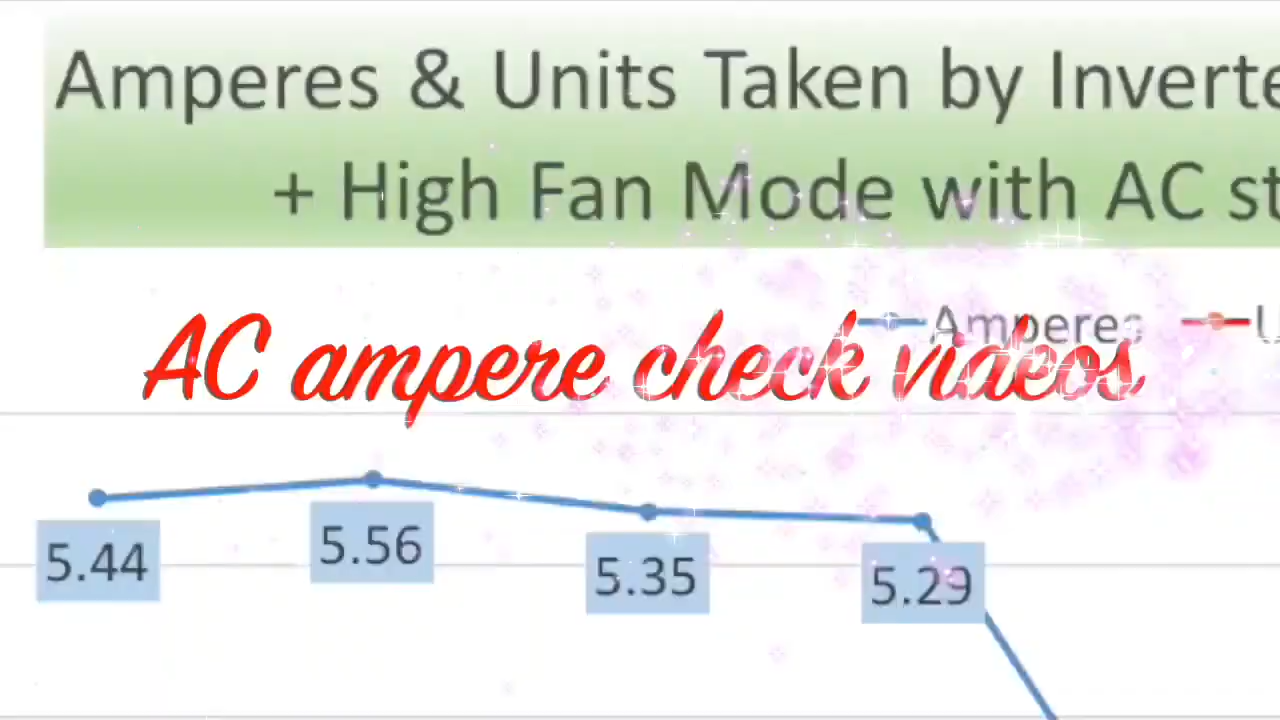 Amperes & Units Taken by Inverte
+ High Fan Mode with AC st
Amperes
AC ampere check videos
5.44
5.56
5.35
5.29